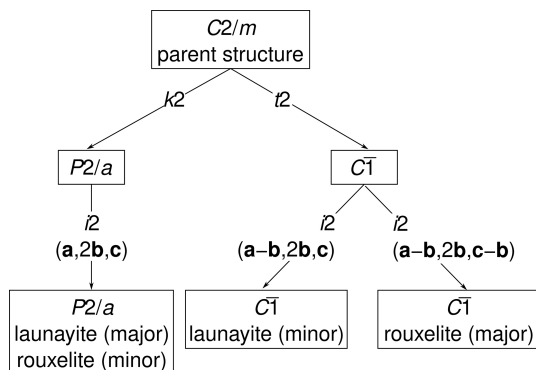 C2/m
parent structure
k2
t2
P2/a
C1̅
i2
(a,2b,c)
i2
(a−b,2b,c)
i2
(a−b,2b,c−b)
P2/a
launayite (major)
rouxelite (minor)
C1̅
launayite (minor)
C1̅
rouxelite (major)